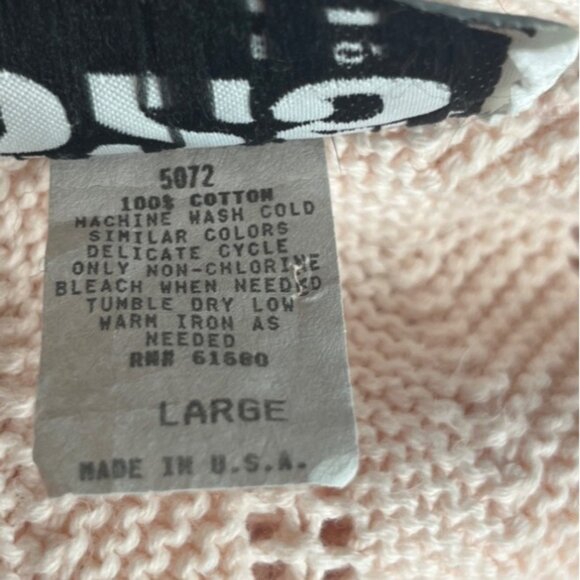 5072
100% COTTON
MACHINE WASH COLD
SIMILAR COLORS
DELICATE CYCLE
ONLY NON-CHLORINE
BLEACH WHEN NEEDED
TUMBLE DRY LOW
WARM IRON AS
NEEDED
RN# 61680
LARGE
MADE IN U.S.A.